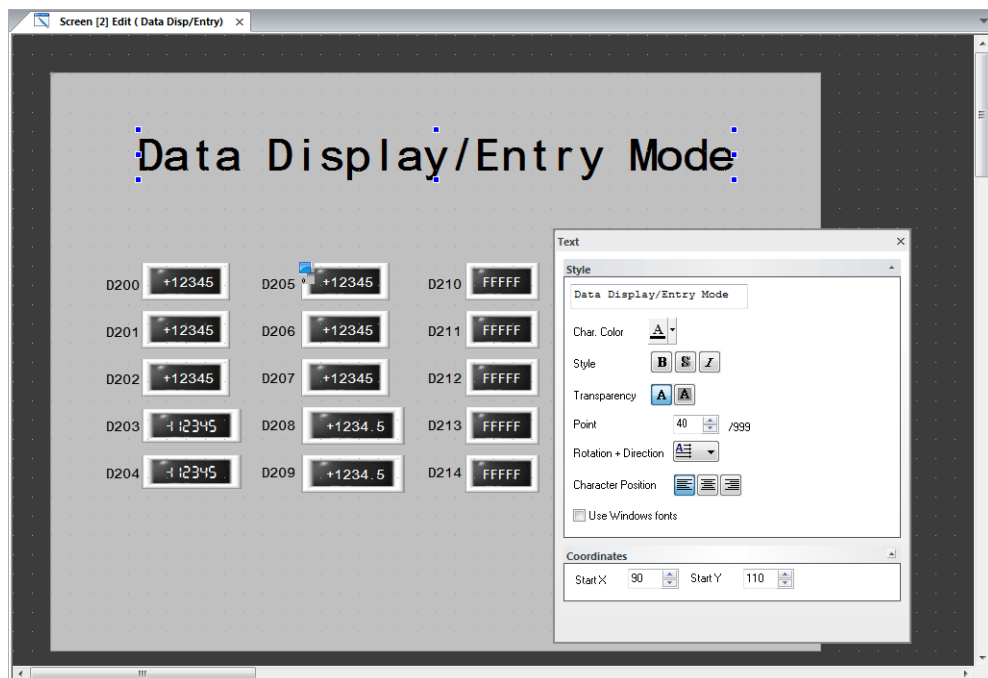 Screen [2] Edit ( Data Disp/Entry)
Data Display/Entry Mode
D200 +12345 D205 +12345 D210 FFFFF
D201 +12345 D206 +12345 D211 FFFFF
D202 +12345 D207 +12345 D212 FFFFF
D203 +12345 D208 +1234.5 D213 FFFFF
D204 +12345 D209 +1234.5 D214 FFFFF
Text
Style
Data Display/Entry Mode
Char. Color A
Style B S I
Transparency A A
Point 40 /999
Rotation + Direction A
Character Position
Use Windows fonts
Coordinates
Start X 90 Start Y 110